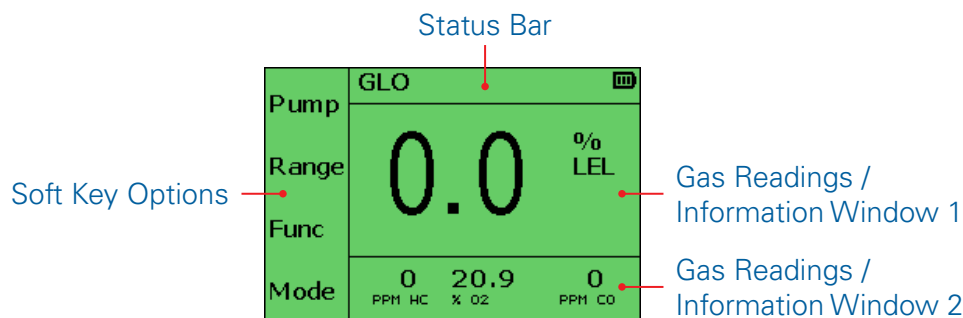 Status Bar
GLO
Pump
Range
Func
Mode
0.0
%
LEL
0 20.9 0
PPM HC % O2 PPM CO
Soft Key Options
Gas Readings /
Information Window 1
Gas Readings /
Information Window 2